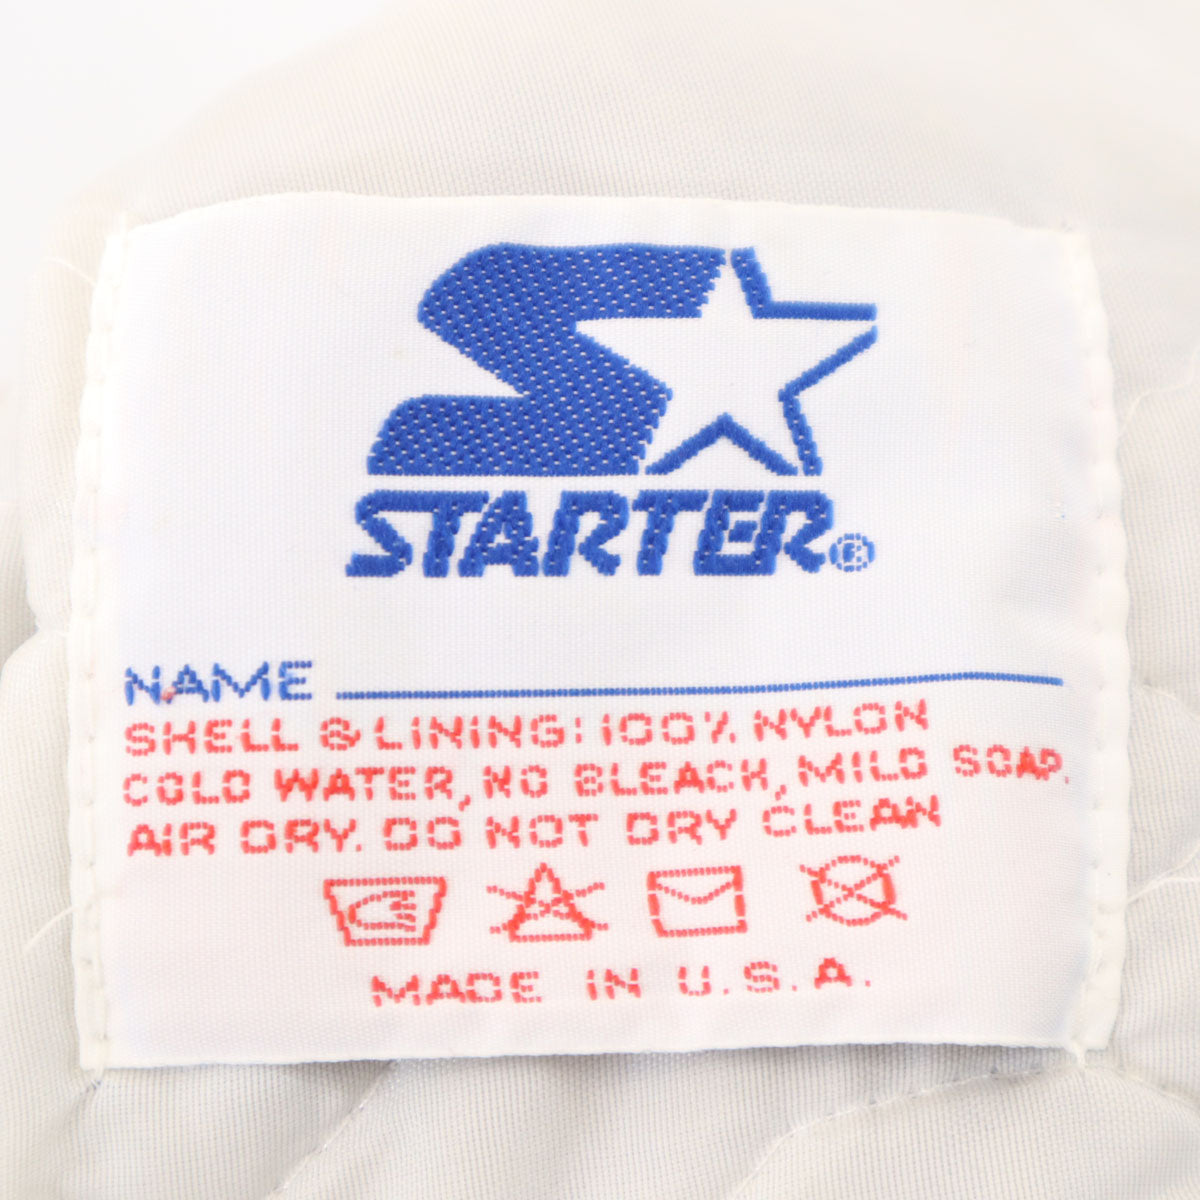 STARTER®
NAME
SHELL & LINING: 100% NYLON
COLD WATER, NO BLEACH, MILD SOAP.
AIR DRY. DO NOT DRY CLEAN
MADE IN U.S.A.